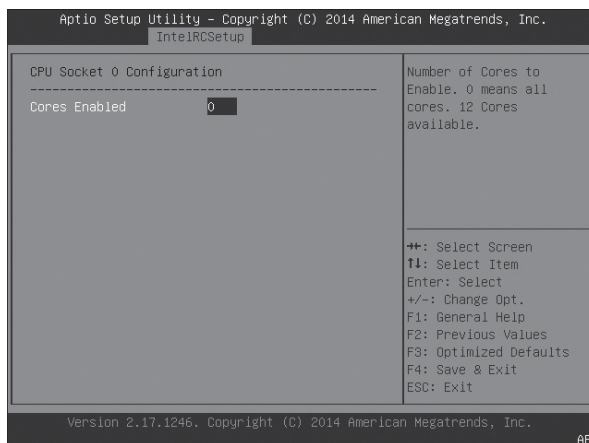 Aptio Setup Utility – Copyright (C) 2014 American Megatrends, Inc.
IntelRCSetup
CPU Socket 0 Configuration
------------------------------------------------
Cores Enabled 0
Number of Cores to
Enable. 0 means all
cores. 12 Cores
available.
→←: Select Screen
↑↓: Select Item
Enter: Select
+/-: Change Opt.
F1: General Help
F2: Previous Values
F3: Optimized Defaults
F4: Save & Exit
ESC: Exit
Version 2.17.1246. Copyright (C) 2014 American Megatrends, Inc.